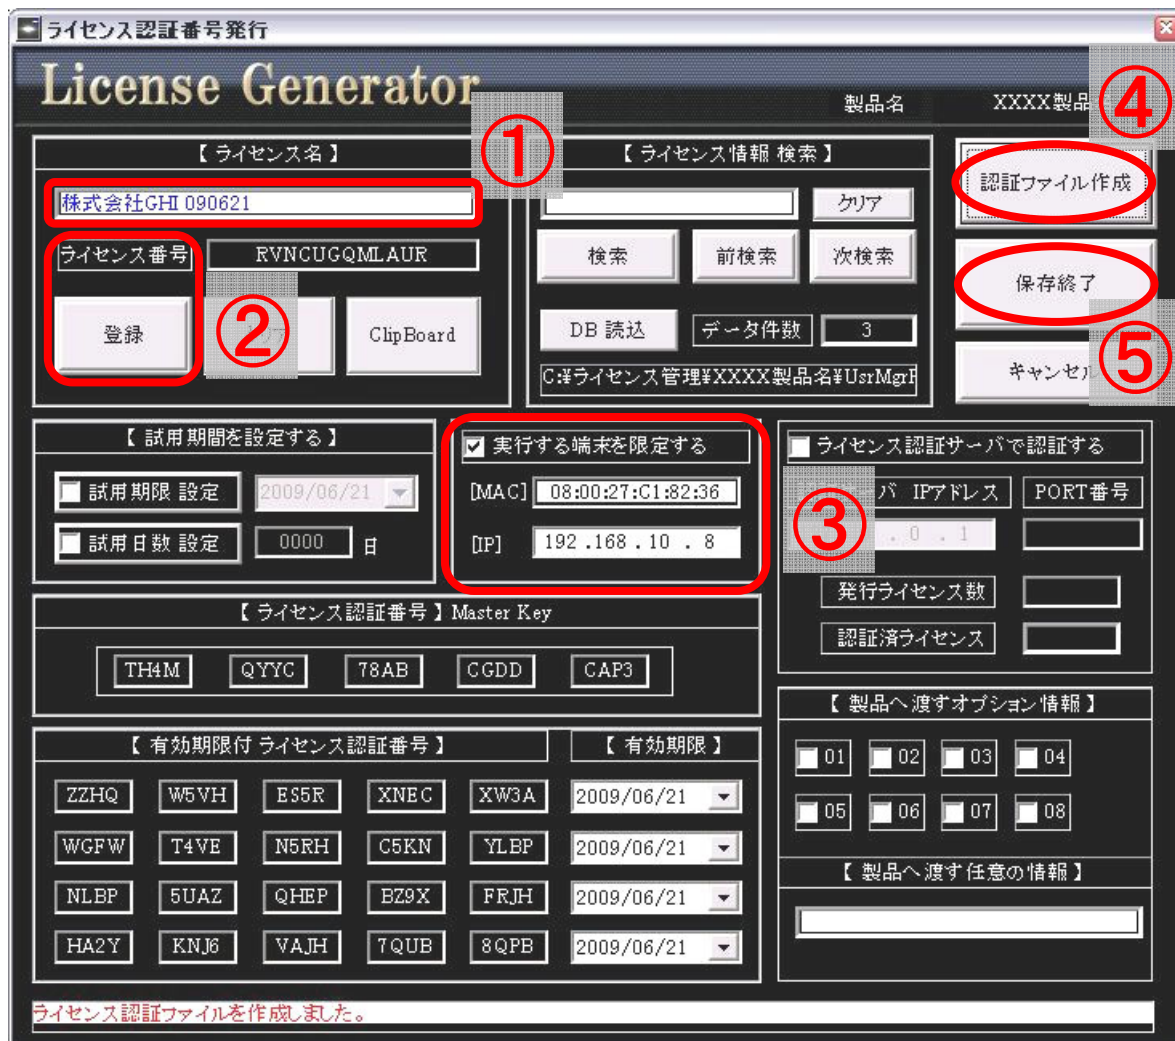 ライセンス認証番号発行
License Generator
製品名 XXXX製品
①
④
【 ライセンス名 】
株式会社GHI 090621
ライセンス番号 RVNCUGQMLAUR
登録
②
ClipBoard
【 ライセンス情報 検索 】
クリア
検索 前検索 次検索
DB 読込 データ件数 3
C:¥ライセンス管理¥XXXX製品名¥UsrMgrF
認証ファイル作成
保存終了
⑤
キャンセル
【 試用期間を設定する 】
試用期限 設定 2009/06/21
試用日数 設定 0000 日
実行する端末を限定する
[MAC] 08:00:27:C1:82:36
[IP] 192 .168 . 10 . 8
③
ライセンス認証サーバで認証する
バ IPアドレス PORT番号
. 0 . 1
発行ライセンス数
認証済ライセンス
【 ライセンス認証番号 】Master Key
TH4M QYYC 78AB CGDD CAP3
【 有効期限付 ライセンス認証番号 】 【 有効期限 】
ZZHQ W5VH ES5R XNEC XW3A 2009/06/21
WGFW T4VE N5RH C5KN YLBP 2009/06/21
NLBP 5UAZ QHEP BZ9X FRJH 2009/06/21
HA2Y KNJ6 VAJH 7QUB 8QPB 2009/06/21
【 製品へ渡すオプション情報 】
01 02 03 04
05 06 07 08
【 製品へ渡す任意の情報 】
ライセンス認証ファイルを作成しました。